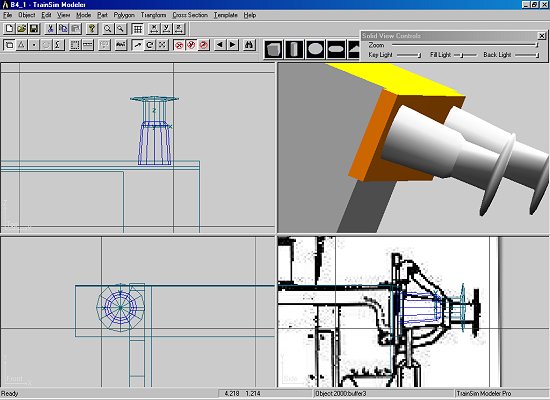 B4_1 - TrainSim Modeler
File Object Edit View Mode Part Polygon Transform Cross Section Template Help
X Y Z
Solid View Controls
Zoom
Key Light Fill Light Back Light
Z
Front
Ready 4.218 1.214 Object 2000:buffer3 TrainSim Modeler Pro